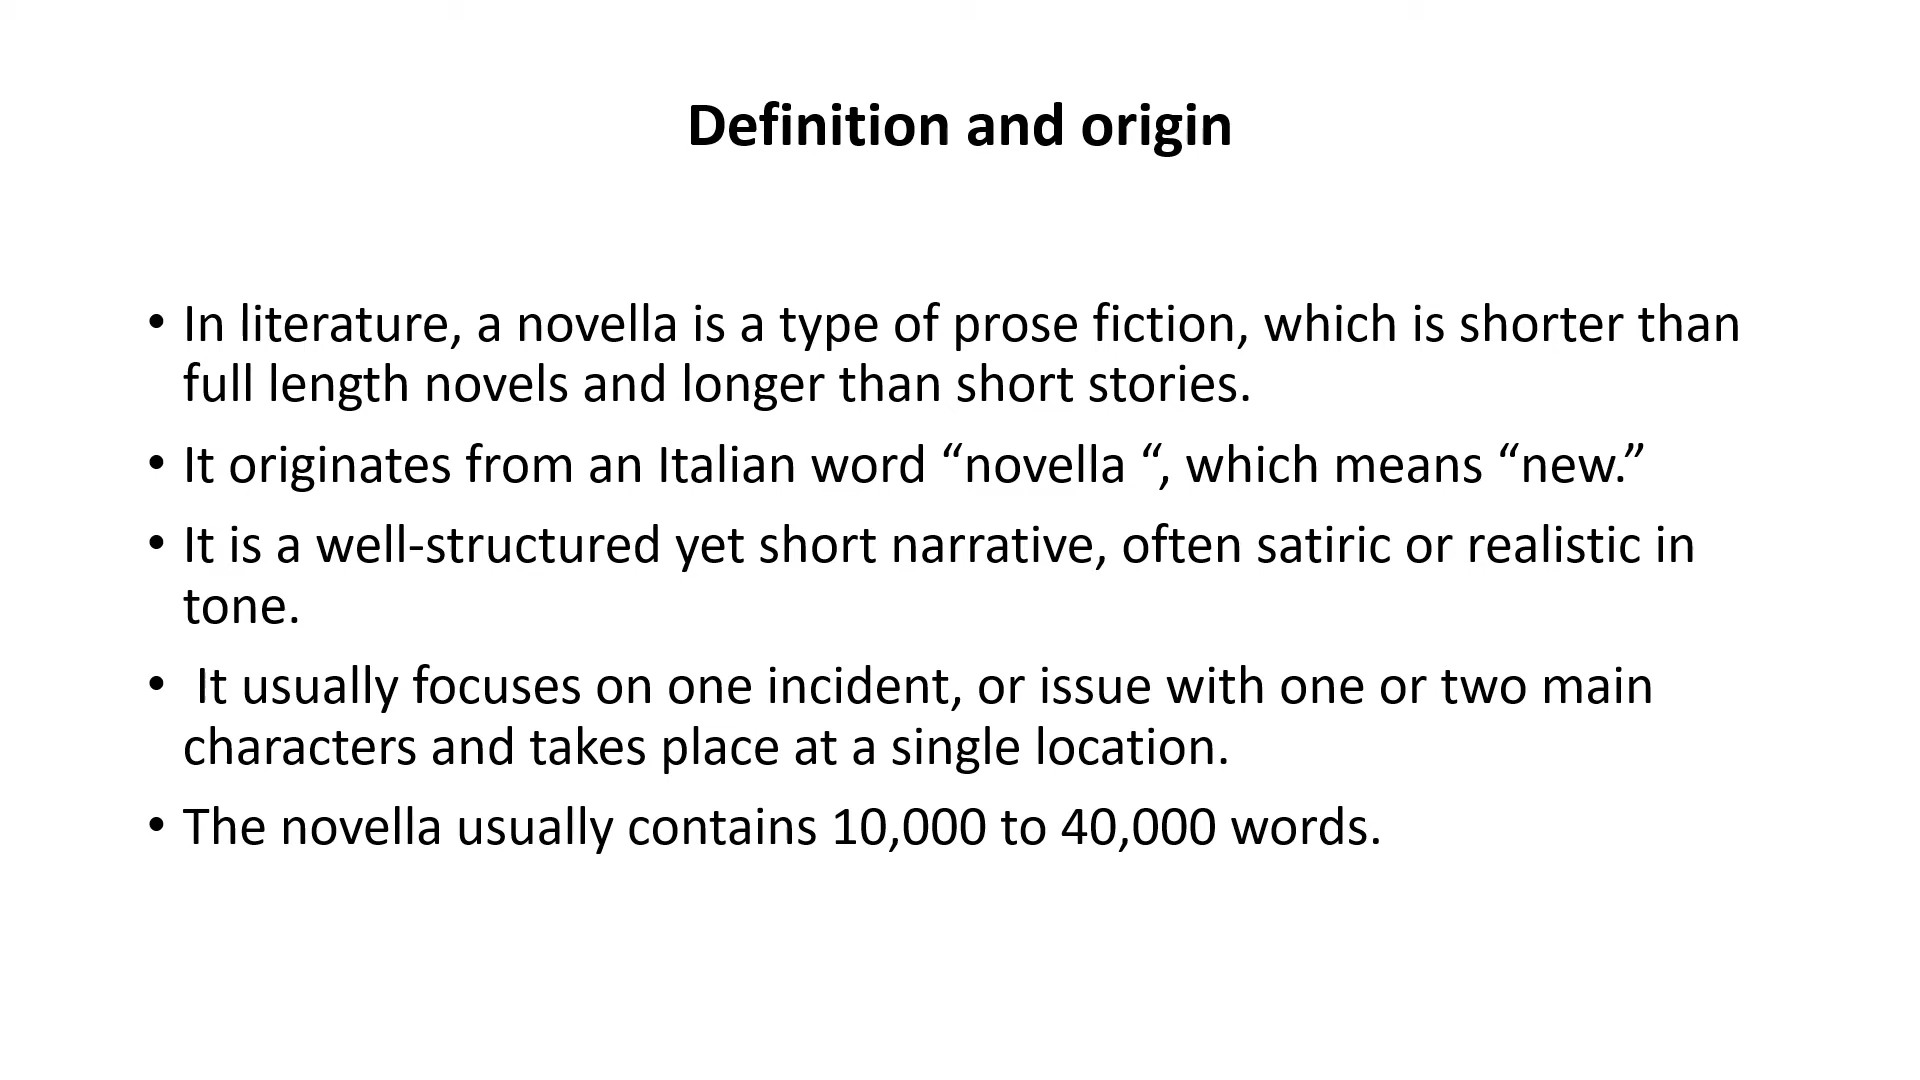 Definition and origin
• In literature, a novella is a type of prose fiction, which is shorter than
full length novels and longer than short stories.
• It originates from an Italian word “novella “, which means “new.”
• It is a well-structured yet short narrative, often satiric or realistic in
tone.
• It usually focuses on one incident, or issue with one or two main
characters and takes place at a single location.
• The novella usually contains 10,000 to 40,000 words.